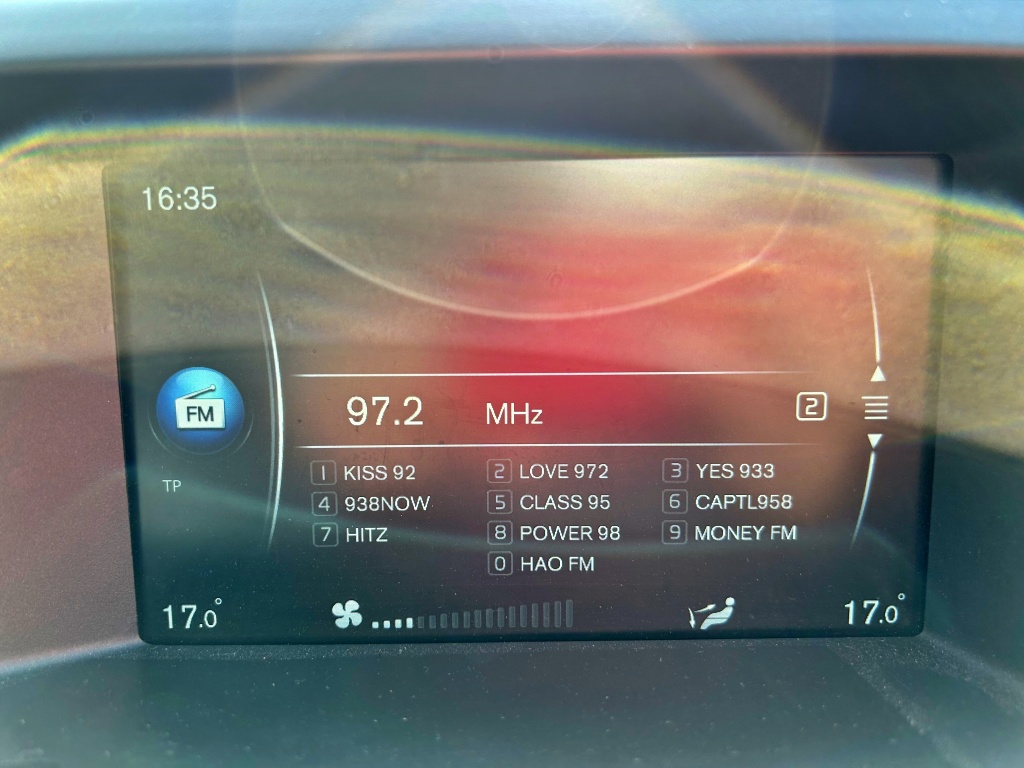 16:35
FM
97.2 MHz 2
TP
1 KISS 92 2 LOVE 972 3 YES 933
4 938NOW 5 CLASS 95 6 CAPTL958
7 HITZ 8 POWER 98 9 MONEY FM
0 HAO FM
17.0° 17.0°